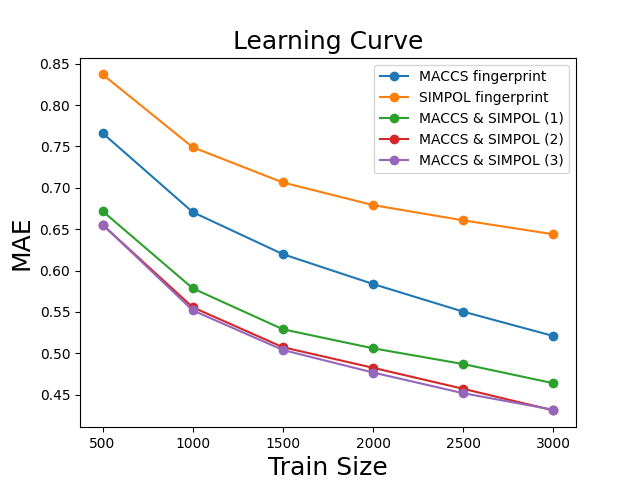 Learning Curve
MAE
0.85
0.80
0.75
0.70
0.65
0.60
0.55
0.50
0.45
MACCS fingerprint
SIMPOL fingerprint
MACCS & SIMPOL (1)
MACCS & SIMPOL (2)
MACCS & SIMPOL (3)
500 1000 1500 2000 2500 3000
Train Size